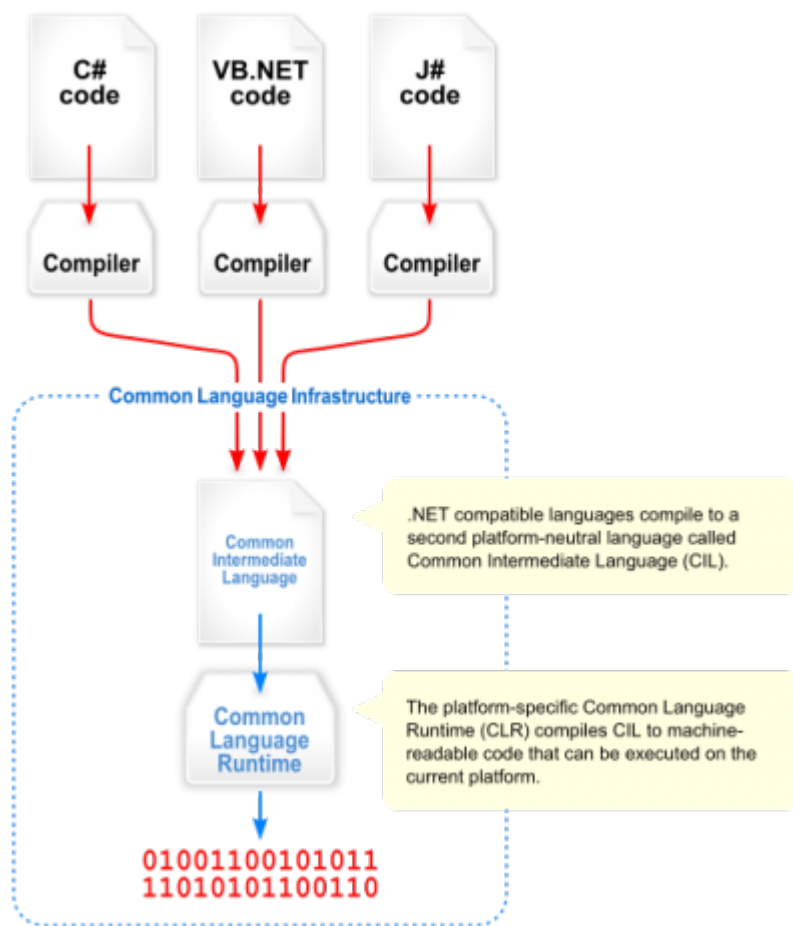 C#
code
VB.NET
code
J#
code
Compiler
Compiler
Compiler
Common Language Infrastructure
Common
Intermediate
Language
.NET compatible languages compile to a
second platform-neutral language called
Common Intermediate Language (CIL).
Common
Language
Runtime
The platform-specific Common Language
Runtime (CLR) compiles CIL to machine-
readable code that can be executed on the
current platform.
01001100101011
11010101100110